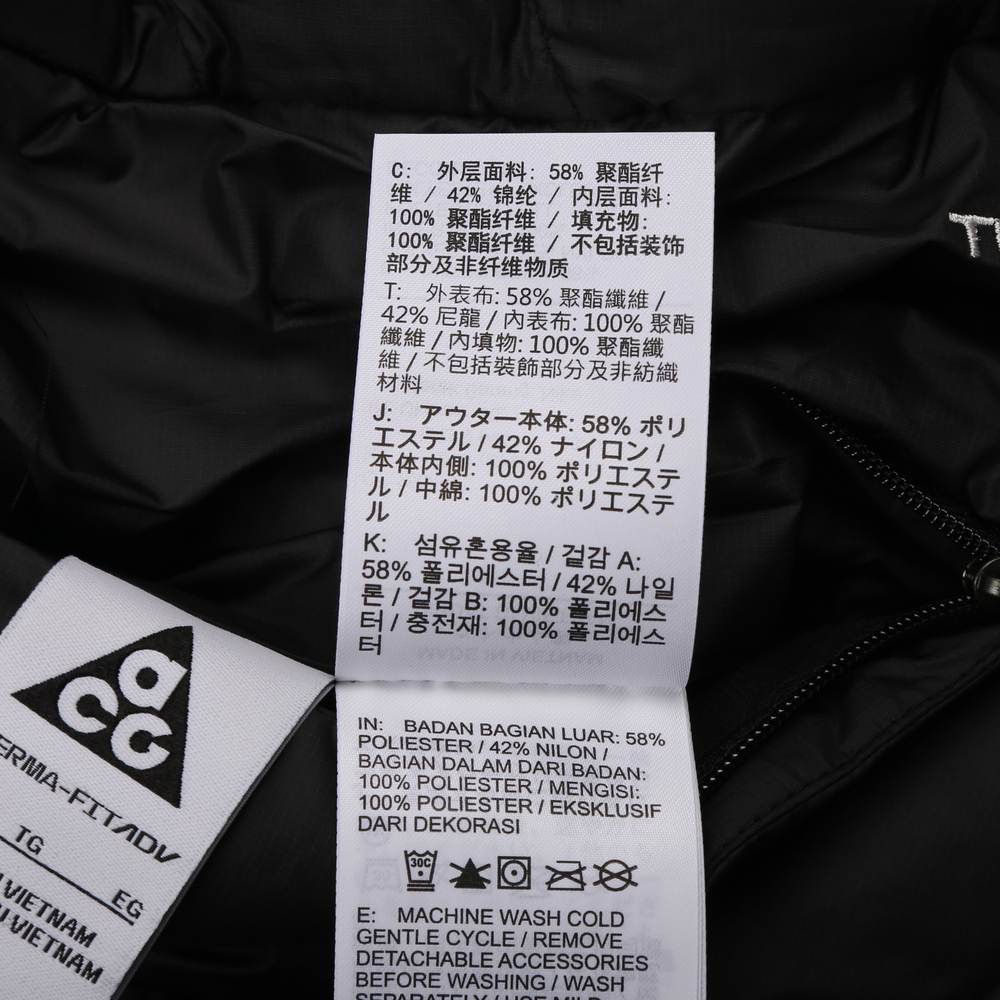 C: 外层面料: 58% 聚酯纤
维 / 42% 锦纶 / 内层面料:
100% 聚酯纤维 / 填充物:
100% 聚酯纤维 / 不包括装饰
部分及非纤维物质
T: 外表布: 58% 聚酯纖維 /
42% 尼龍 / 內表布: 100% 聚酯
纖維 / 內填物: 100% 聚酯纖
維 / 不包括裝飾部分及非紡織
材料
J: アウター本体: 58% ポリ
エステル / 42% ナイロン /
本体内側: 100% ポリエステ
ル / 中綿: 100% ポリエステ
ル
K: 섬유혼용율 / 겉감 A:
58% 폴리에스터 / 42% 나일
론 / 겉감 B: 100% 폴리에스
터 / 충전재: 100% 폴리에스
터
IN: BADAN BAGIAN LUAR: 58%
POLIESTER / 42% NILON /
BAGIAN DALAM DARI BADAN:
100% POLIESTER / MENGISI:
100% POLIESTER / EKSKLUSIF
DARI DEKORASI
30C
E: MACHINE WASH COLD
GENTLE CYCLE / REMOVE
DETACHABLE ACCESSORIES
BEFORE WASHING / WASH
SEPARATELY / USE MILD
aCG
ERMA-FIT ADV
TG
EG
VIETNAM
VIETNAM